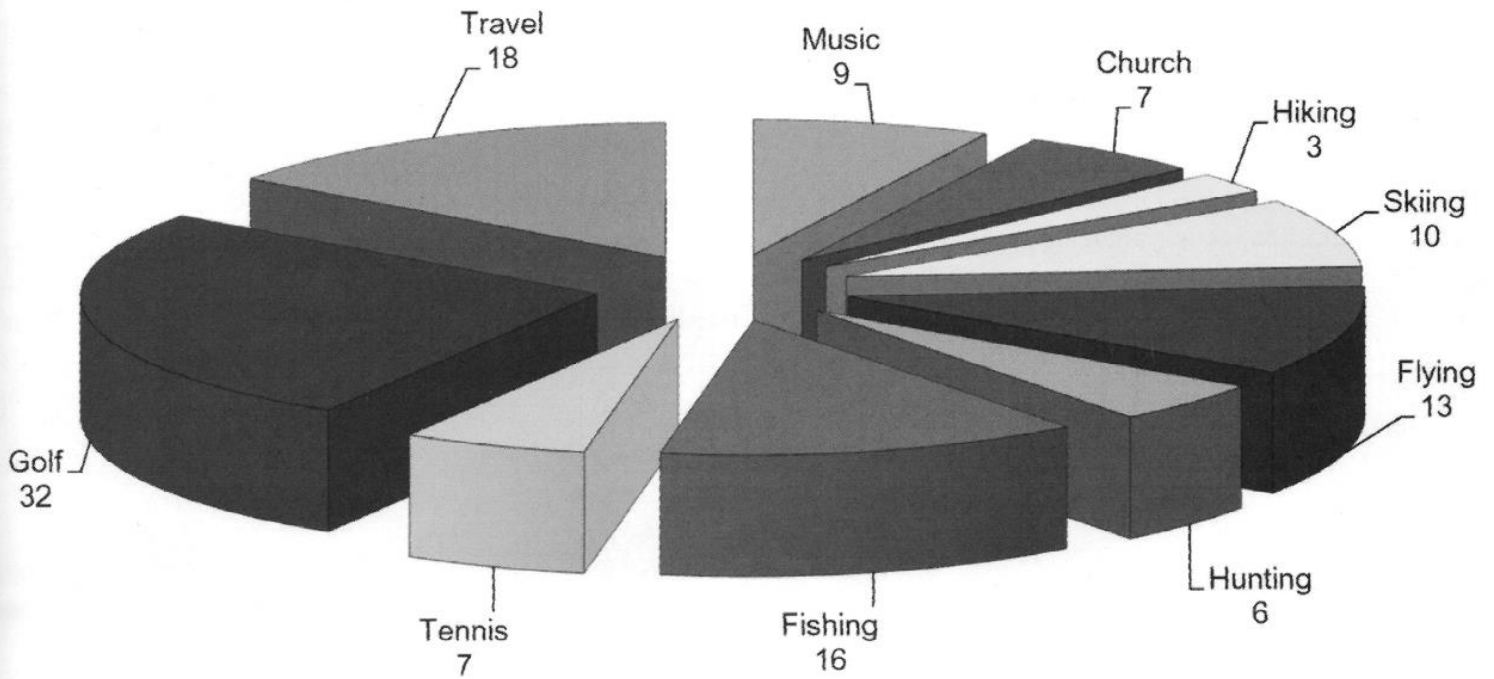 Travel
18
Music
9
Church
7
Hiking
3
Skiing
10
Flying
13
Hunting
6
Fishing
16
Tennis
7
Golf
32